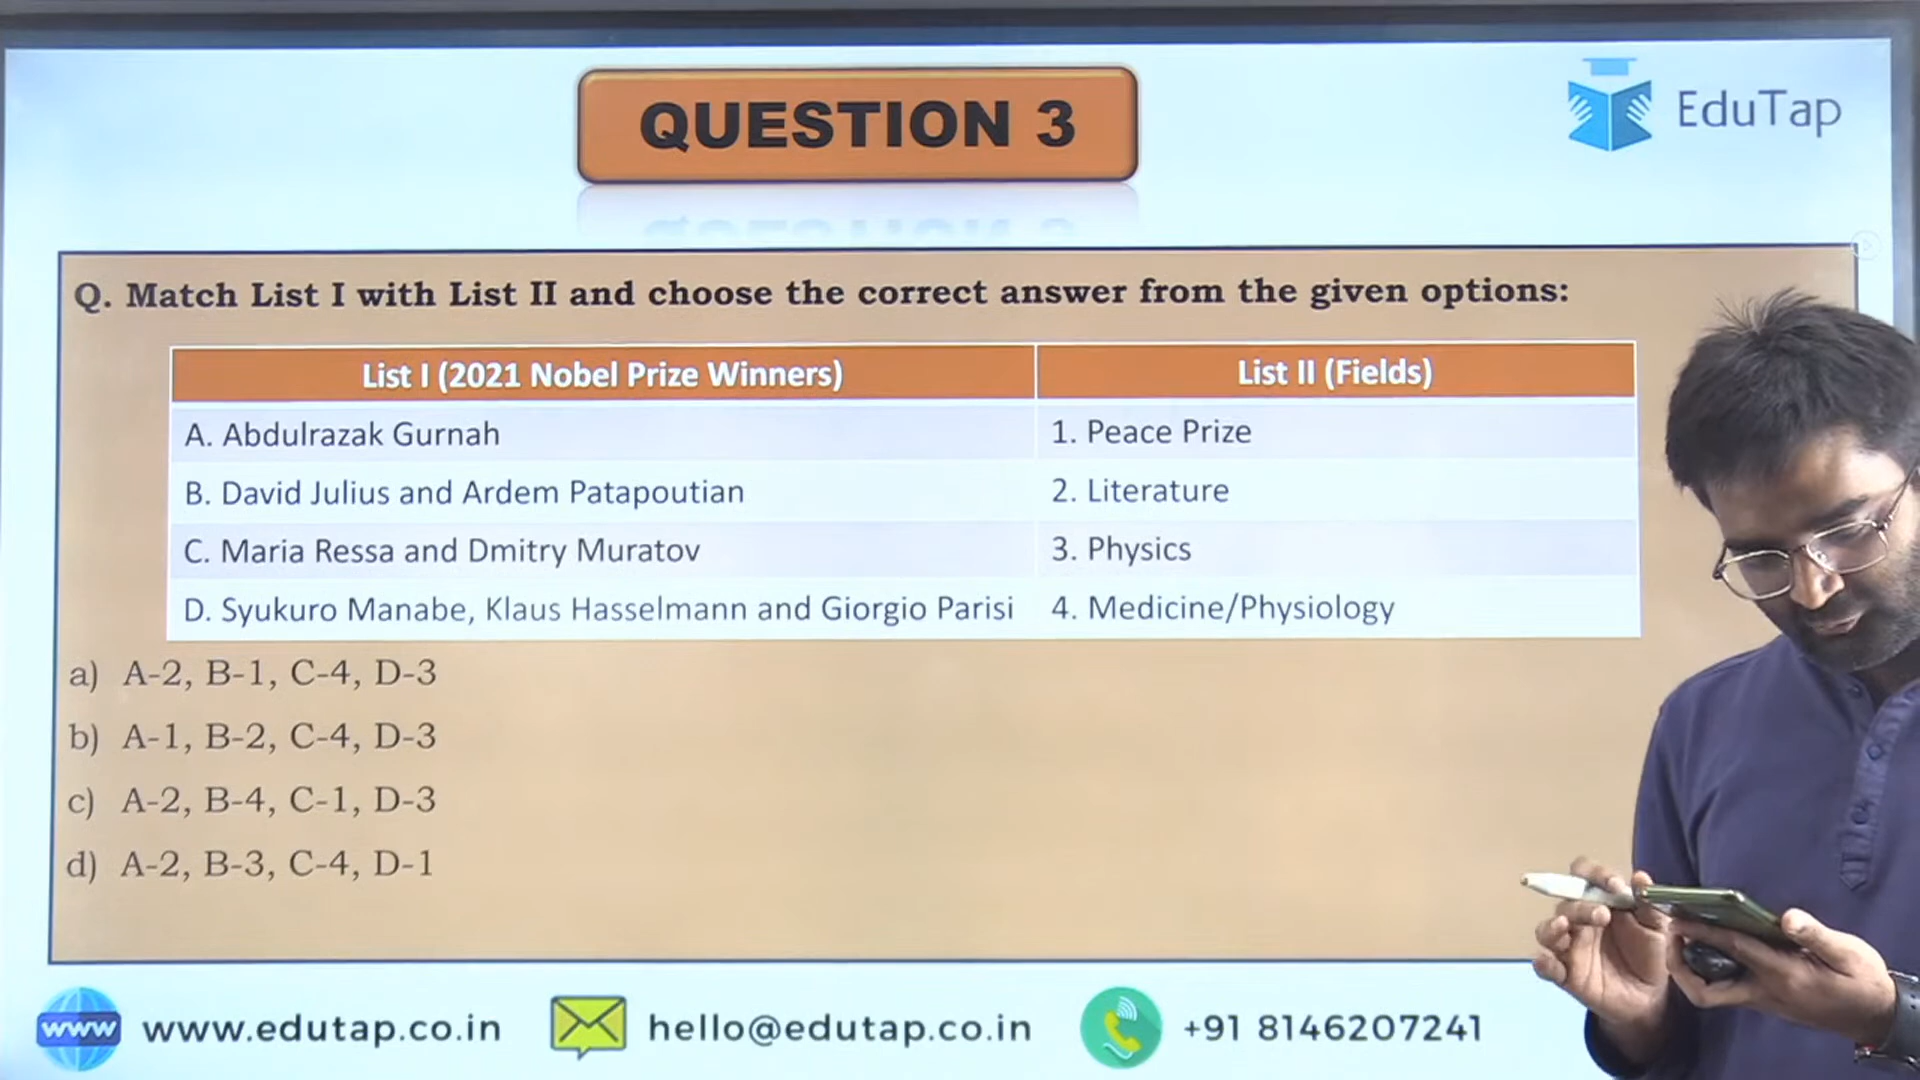 QUESTION 3
EduTap
Q. Match List I with List II and choose the correct answer from the given options:
List I (2021 Nobel Prize Winners) List II (Fields)
A. Abdulrazak Gurnah 1. Peace Prize
B. David Julius and Ardem Patapoutian 2. Literature
C. Maria Ressa and Dmitry Muratov 3. Physics
D. Syukuro Manabe, Klaus Hasselmann and Giorgio Parisi 4. Medicine/Physiology
a) A-2, B-1, C-4, D-3
b) A-1, B-2, C-4, D-3
c) A-2, B-4, C-1, D-3
d) A-2, B-3, C-4, D-1
www www.edutap.co.in hello@edutap.co.in +91 8146207241